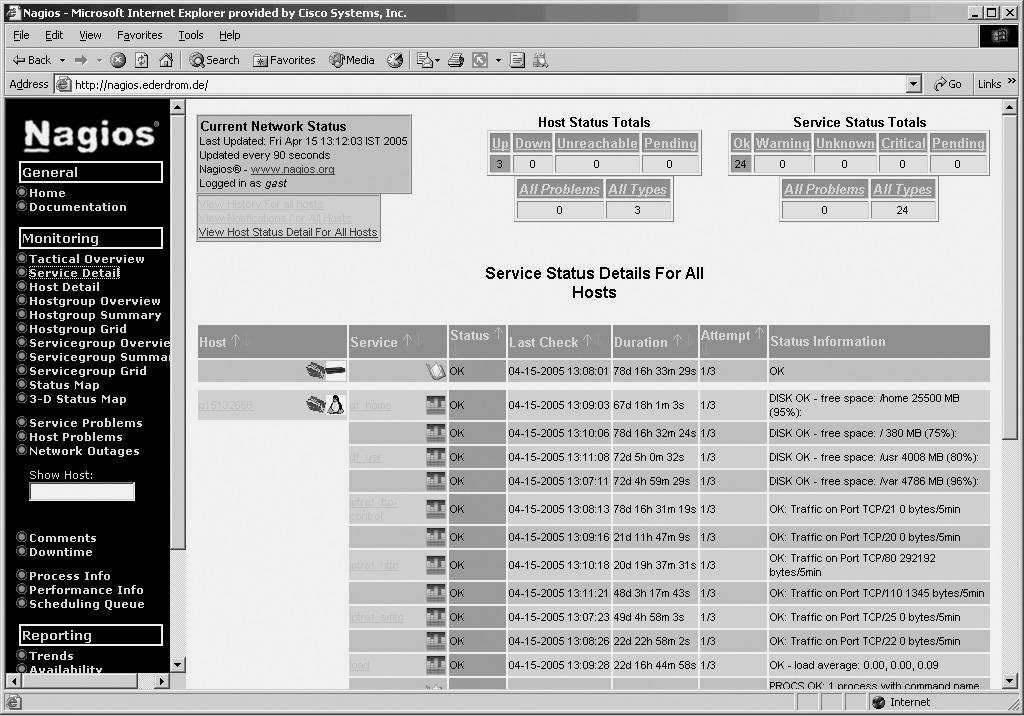 Nagios - Microsoft Internet Explorer provided by Cisco Systems, Inc.
File Edit View Favorites Tools Help
Back Search Favorites Media
Address http://nagios.ederdrom.de/ Go Links »
Nagios®
General
Home
Documentation
Monitoring
Tactical Overview
Service Detail
Host Detail
Hostgroup Overview
Hostgroup Summary
Hostgroup Grid
Servicegroup Overvie
Servicegroup Summa
Servicegroup Grid
Status Map
3-D Status Map
Service Problems
Host Problems
Network Outages
Show Host:
Comments
Downtime
Process Info
Performance Info
Scheduling Queue
Reporting
Trends
Availability
Current Network Status
Last Updated: Fri Apr 15 13:12:03 IST 2005
Updated every 90 seconds
Nagios® - www.nagios.org
Logged in as gast
View History For all hosts
View Notifications For All Hosts
View Host Status Detail For All Hosts
Host Status Totals
Up Down Unreachable Pending
3 0 0 0
All Problems All Types
0 3
Service Status Totals
Ok Warning Unknown Critical Pending
24 0 0 0 0
All Problems All Types
0 24
Service Status Details For All
Hosts
Host Service Status Last Check Duration Attempt Status Information
OK 04-15-2005 13:08:01 78d 16h 33m 29s 1/3 OK
df_home OK 04-15-2005 13:09:03 67d 18h 1m 3s 1/3 DISK OK - free space: /home 25500 MB
(95%):
OK 04-15-2005 13:10:06 78d 16h 32m 24s 1/3 DISK OK - free space: / 380 MB (75%):
df_usr OK 04-15-2005 13:11:08 72d 5h 0m 32s 1/3 DISK OK - free space: /usr 4008 MB (80%):
OK 04-15-2005 13:07:11 72d 4h 59m 29s 1/3 DISK OK - free space: /var 4786 MB (96%):
iptraf_ftp-
control OK 04-15-2005 13:08:13 78d 16h 31m 19s 1/3 OK: Traffic on Port TCP/21 0 bytes/5min
OK 04-15-2005 13:09:16 21d 11h 47m 9s 1/3 OK: Traffic on Port TCP/20 0 bytes/5min
iptraf_http OK 04-15-2005 13:10:18 20d 19h 37m 31s 1/3 OK: Traffic on Port TCP/80 292192
bytes/5min
OK 04-15-2005 13:11:21 48d 3h 17m 43s 1/3 OK: Traffic on Port TCP/110 1345 bytes/5min
iptraf_smtp OK 04-15-2005 13:07:23 49d 4h 58m 3s 1/3 OK: Traffic on Port TCP/25 0 bytes/5min
OK 04-15-2005 13:08:26 22d 22h 58m 2s 1/3 OK: Traffic on Port TCP/22 0 bytes/5min
load OK 04-15-2005 13:09:28 22d 16h 44m 58s 1/3 OK - load average: 0.00, 0.00, 0.09
PROCS OK: 1 process with command name
Internet